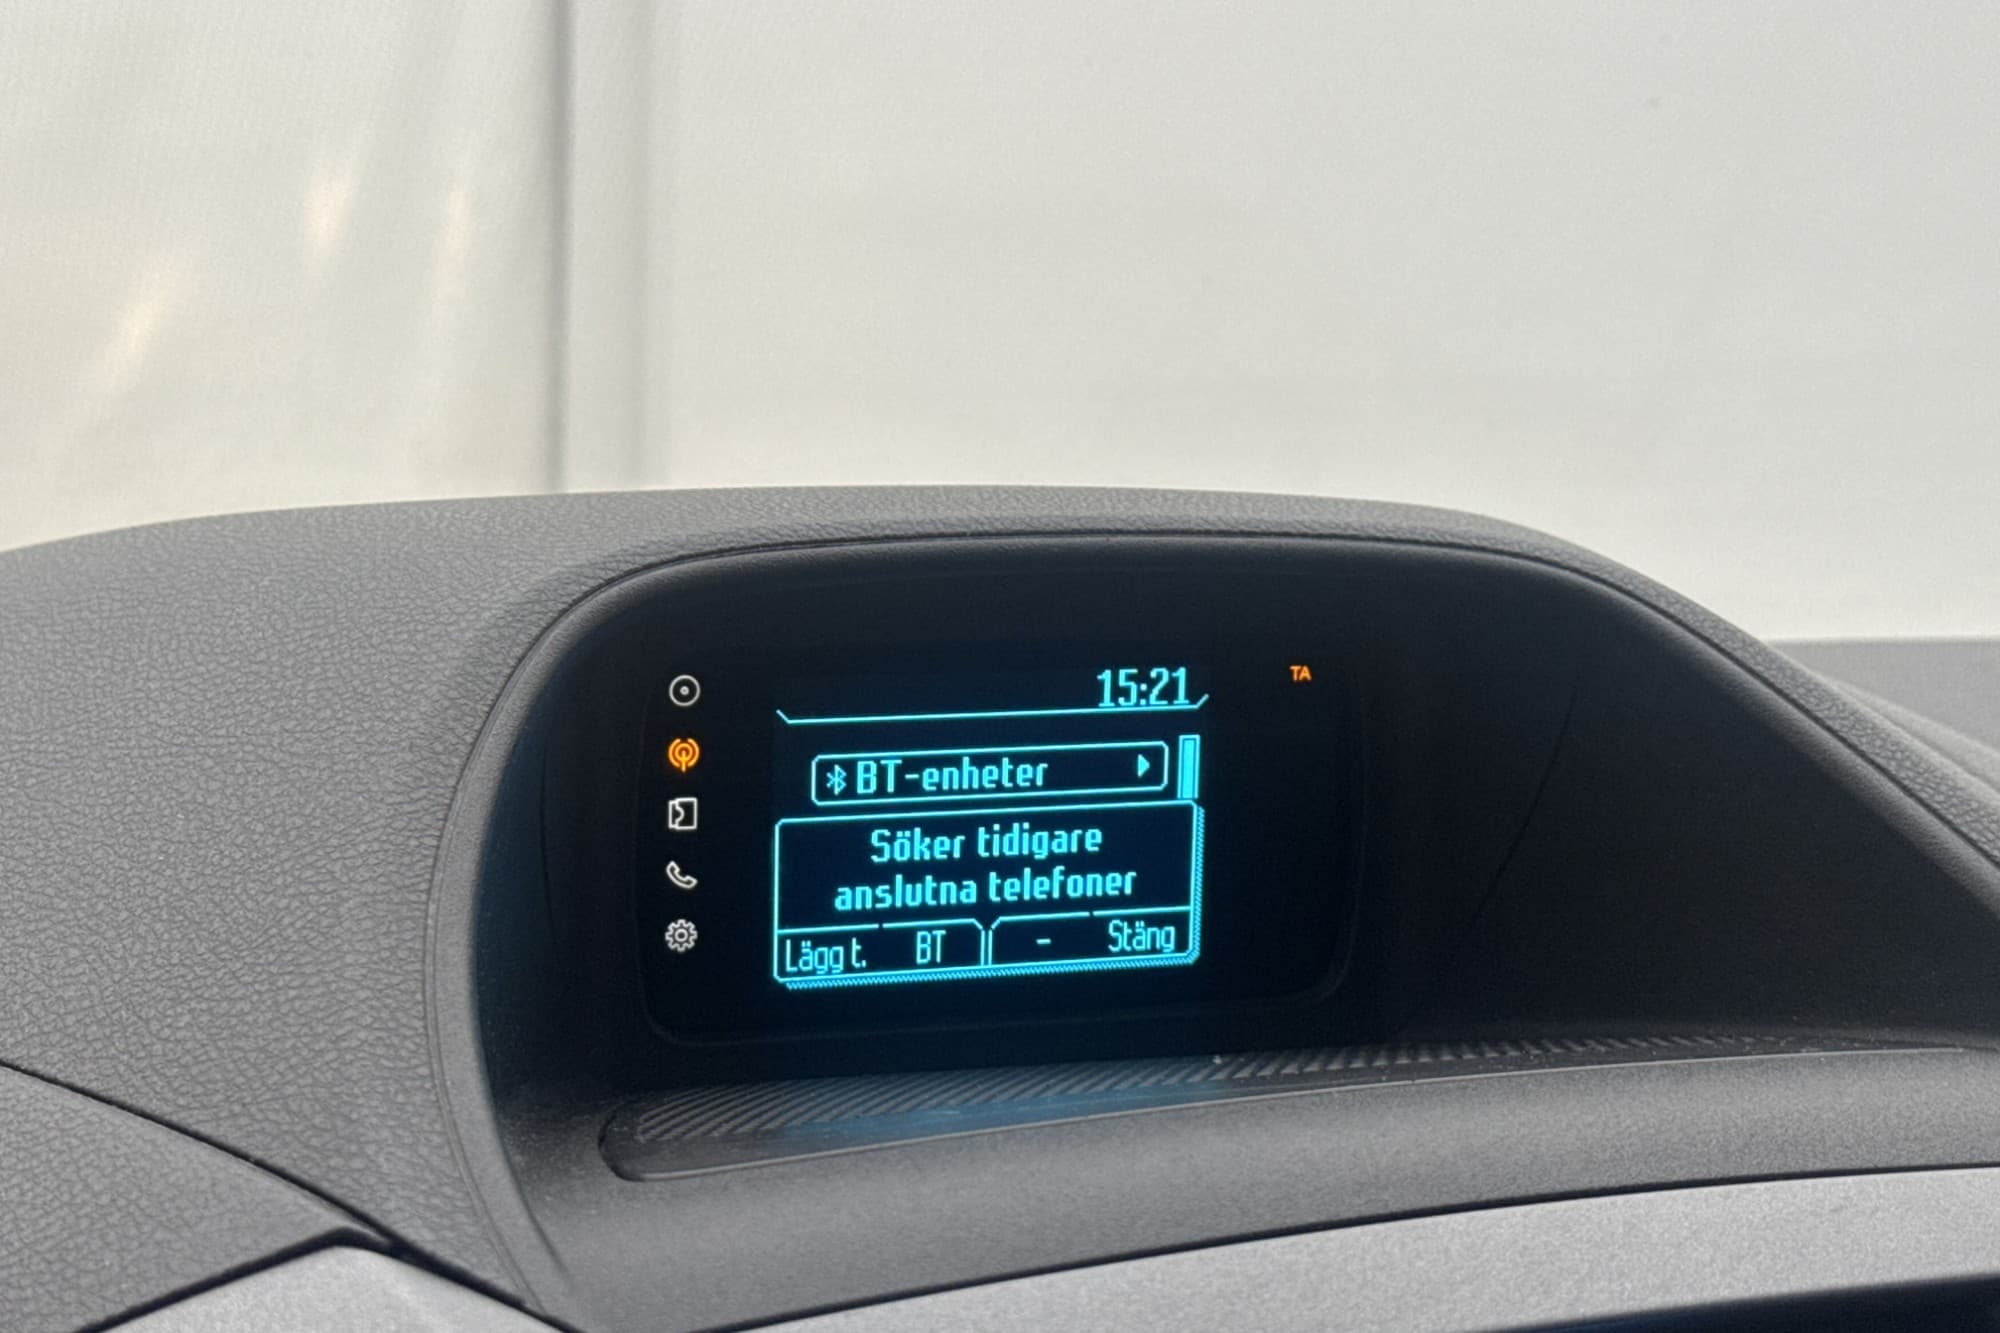 15:21
TA
BT-enheter
Söker tidigare
anslutna telefoner
Lägg t. BT - Stäng